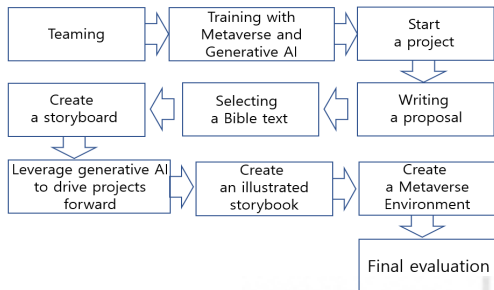 Teaming
Training with
Metaverse and
Generative AI
Start
a project
Writing
a proposal
Selecting
a Bible text
Create
a storyboard
Leverage generative AI
to drive projects
forward
Create
an illustrated
storybook
Create
a Metaverse
Environment
Final evaluation